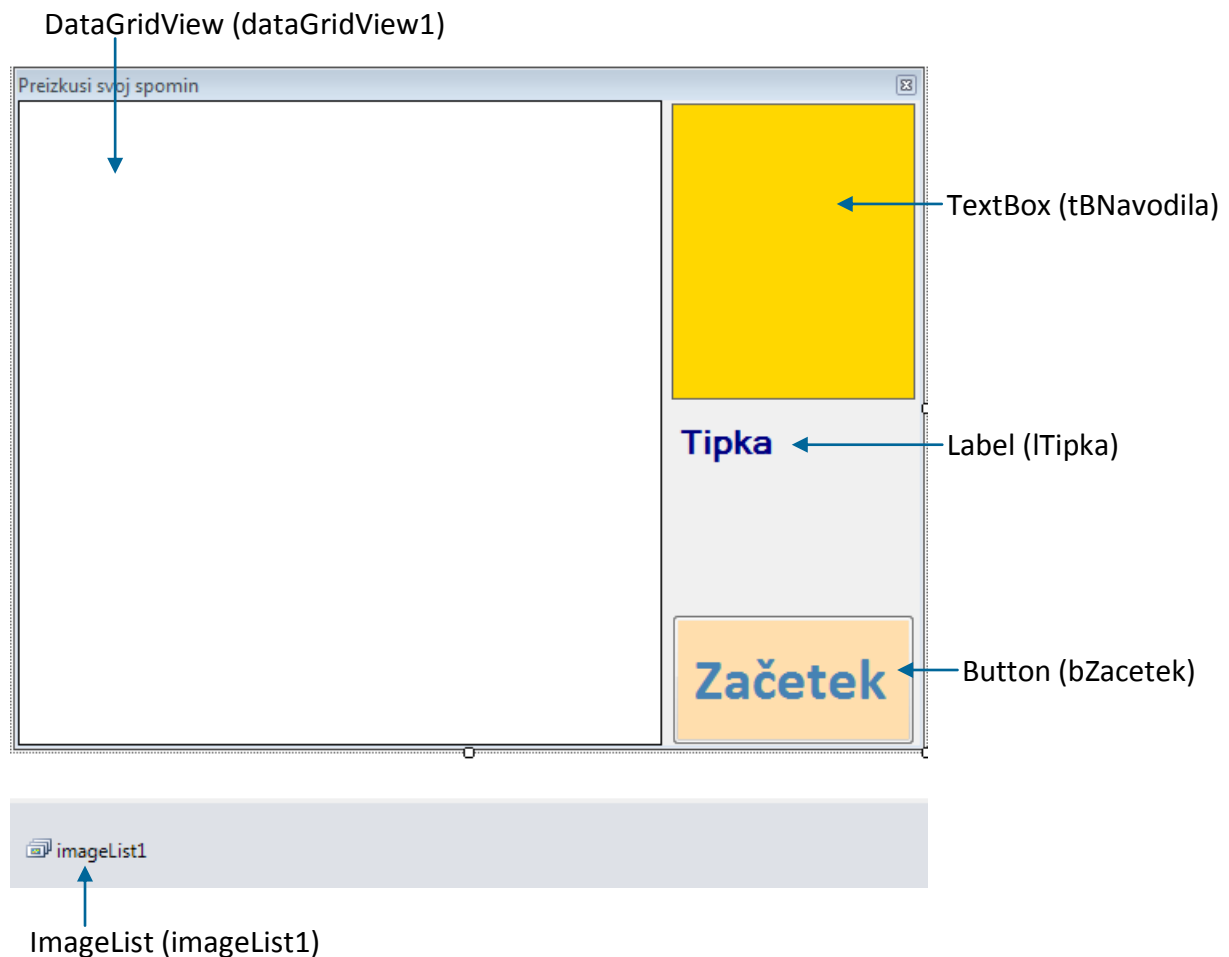 DataGridView (dataGridView1)
Preizkusi svoj spomin
TextBox (tBNavodila)
Tipka
Label (lTipka)
Začetek
Button (bZacetek)
imageList1
ImageList (imageList1)